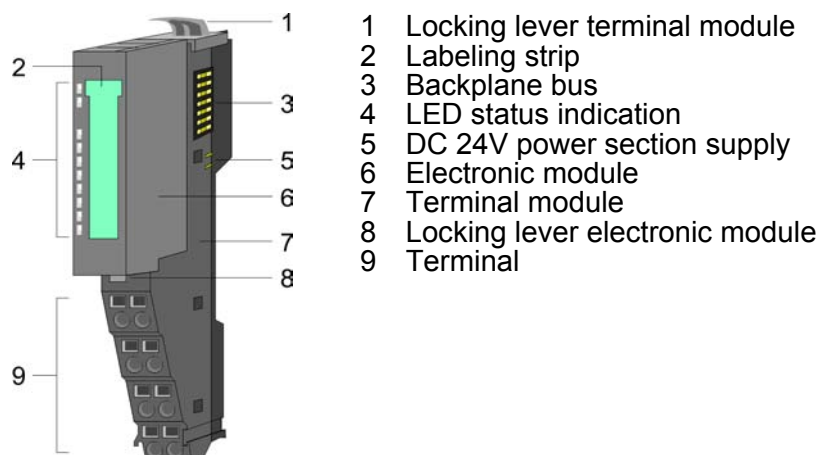 1
2
3
4
5
6
7
8
9
1 Locking lever terminal module
2 Labeling strip
3 Backplane bus
4 LED status indication
5 DC 24V power section supply
6 Electronic module
7 Terminal module
8 Locking lever electronic module
9 Terminal